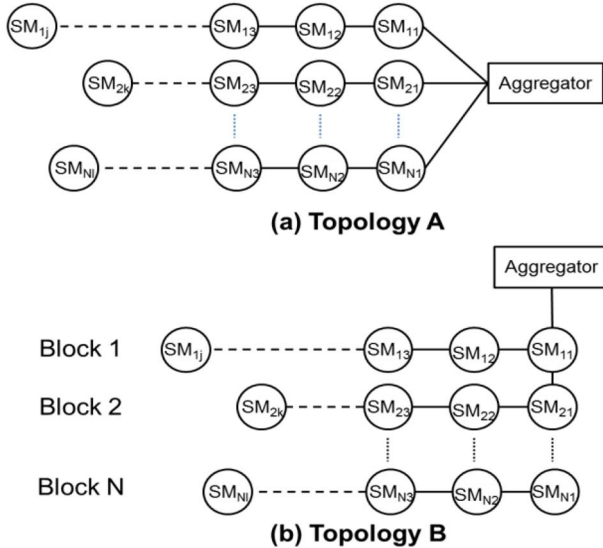 SM1j SM13 SM12 SM11
Aggregator
SM2k SM23 SM22 SM21
SMNl SMN3 SMN2 SMN1
(a) Topology A
Aggregator
Block 1 SM1j SM13 SM12 SM11
Block 2 SM2k SM23 SM22 SM21
Block N SMNl SMN3 SMN2 SMN1
(b) Topology B